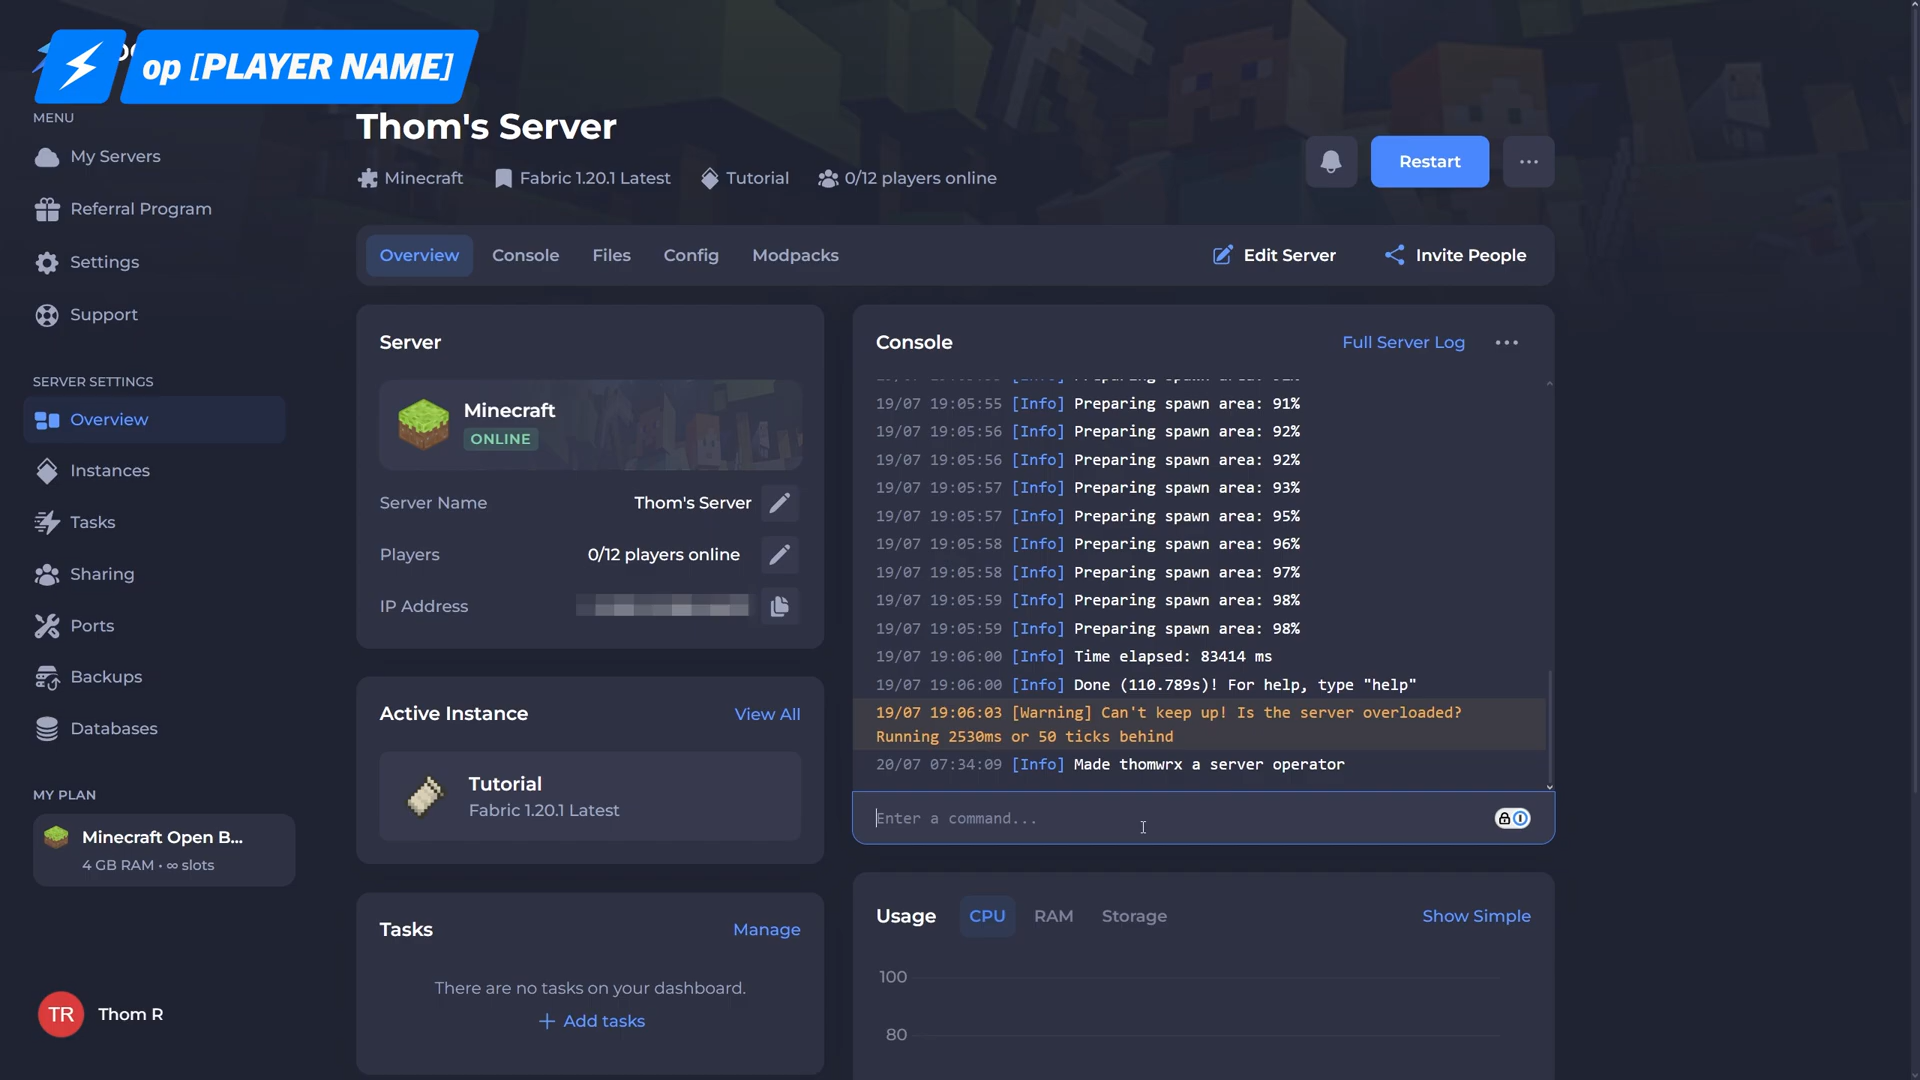 op [PLAYER NAME]
MENU
My Servers
Referral Program
Settings
Support
SERVER SETTINGS
Overview
Instances
Tasks
Sharing
Ports
Backups
Databases
MY PLAN
Minecraft Open B...
4 GB RAM • ∞ slots
TR Thom R
Thom's Server
Minecraft Fabric 1.20.1 Latest Tutorial 0/12 players online
Restart
Overview Console Files Config Modpacks Edit Server Invite People
Server
Minecraft
ONLINE
Server Name Thom's Server
Players 0/12 players online
IP Address
Active Instance View All
Tutorial
Fabric 1.20.1 Latest
Tasks Manage
There are no tasks on your dashboard.
+ Add tasks
Console Full Server Log
19/07 19:05:55 [Info] Preparing spawn area: 91%
19/07 19:05:56 [Info] Preparing spawn area: 92%
19/07 19:05:56 [Info] Preparing spawn area: 92%
19/07 19:05:57 [Info] Preparing spawn area: 93%
19/07 19:05:57 [Info] Preparing spawn area: 95%
19/07 19:05:58 [Info] Preparing spawn area: 96%
19/07 19:05:58 [Info] Preparing spawn area: 97%
19/07 19:05:59 [Info] Preparing spawn area: 98%
19/07 19:05:59 [Info] Preparing spawn area: 98%
19/07 19:06:00 [Info] Time elapsed: 83414 ms
19/07 19:06:00 [Info] Done (110.789s)! For help, type "help"
19/07 19:06:03 [Warning] Can't keep up! Is the server overloaded?
Running 2530ms or 50 ticks behind
20/07 07:34:09 [Info] Made thomwrx a server operator
Enter a command...
Usage CPU RAM Storage Show Simple
100
80